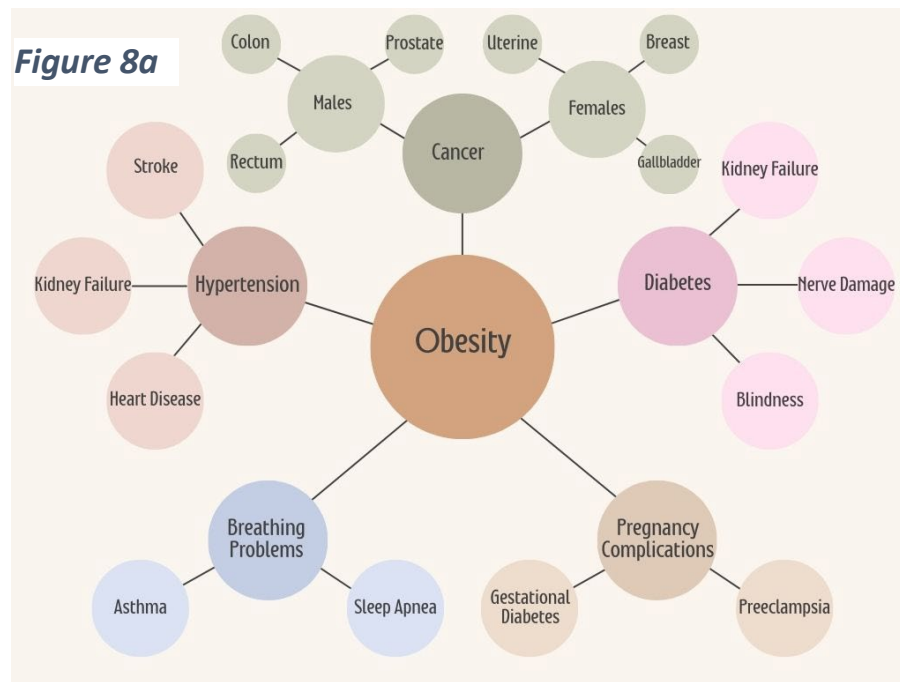 Figure 8a
Colon
Prostate
Uterine
Breast
Males
Females
Cancer
Rectum
Gallbladder
Stroke
Kidney Failure
Kidney Failure
Hypertension
Diabetes
Nerve Damage
Obesity
Heart Disease
Blindness
Breathing
Problems
Pregnancy
Complications
Asthma
Sleep Apnea
Gestational
Diabetes
Preeclampsia